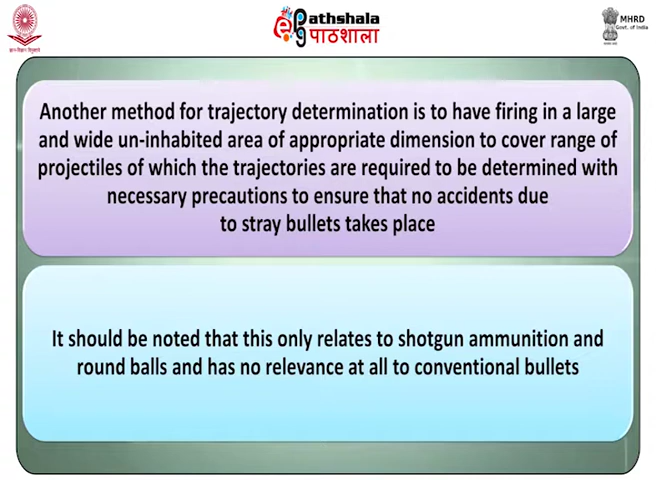 ePG
athshala
पाठशाला
MHRD
Govt. of India
Another method for trajectory determination is to have firing in a large
and wide un-inhabited area of appropriate dimension to cover range of
projectiles of which the trajectories are required to be determined with
necessary precautions to ensure that no accidents due
to stray bullets takes place
It should be noted that this only relates to shotgun ammunition and
round balls and has no relevance at all to conventional bullets